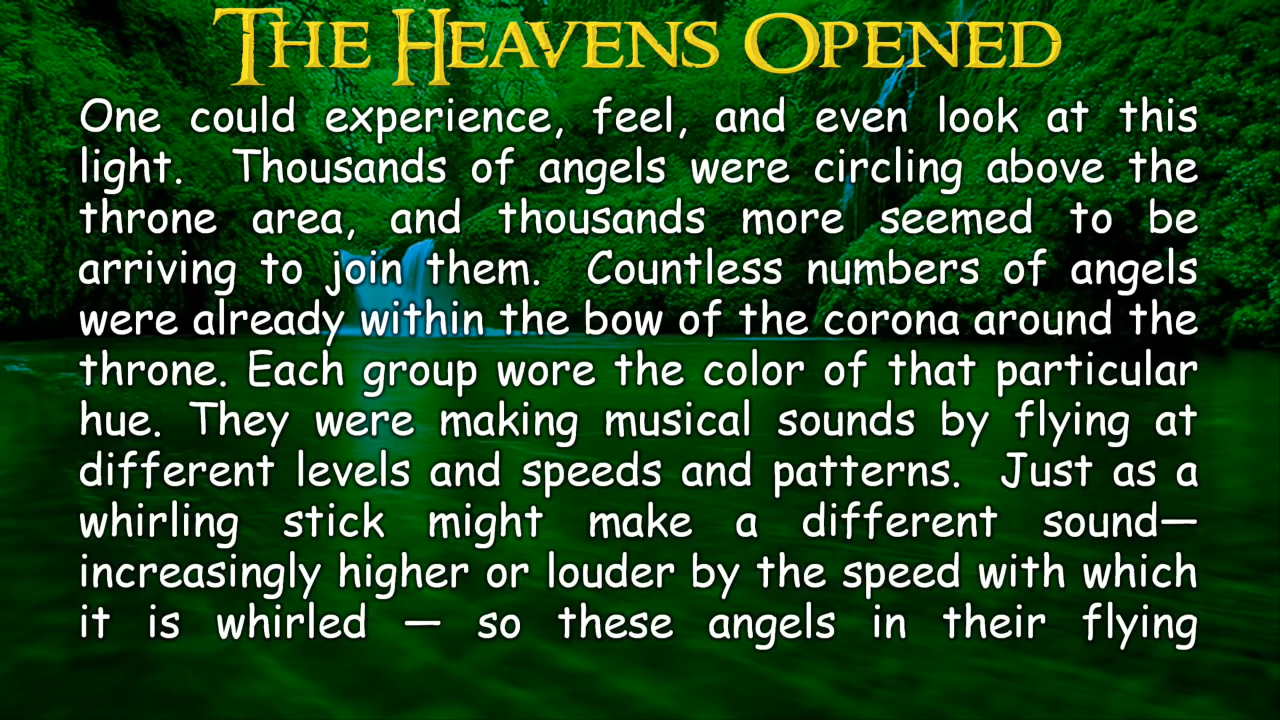 THE HEAVENS OPENED
One could experience, feel, and even look at this
light.  Thousands of angels were circling above the
throne area, and thousands more seemed to be
arriving to join them.  Countless numbers of angels
were already within the bow of the corona around the
throne. Each group wore the color of that particular
hue. They were making musical sounds by flying at
different levels and speeds and patterns.  Just as a
whirling stick might make a different sound—
increasingly higher or louder by the speed with which
it is whirled — so these angels in their flying